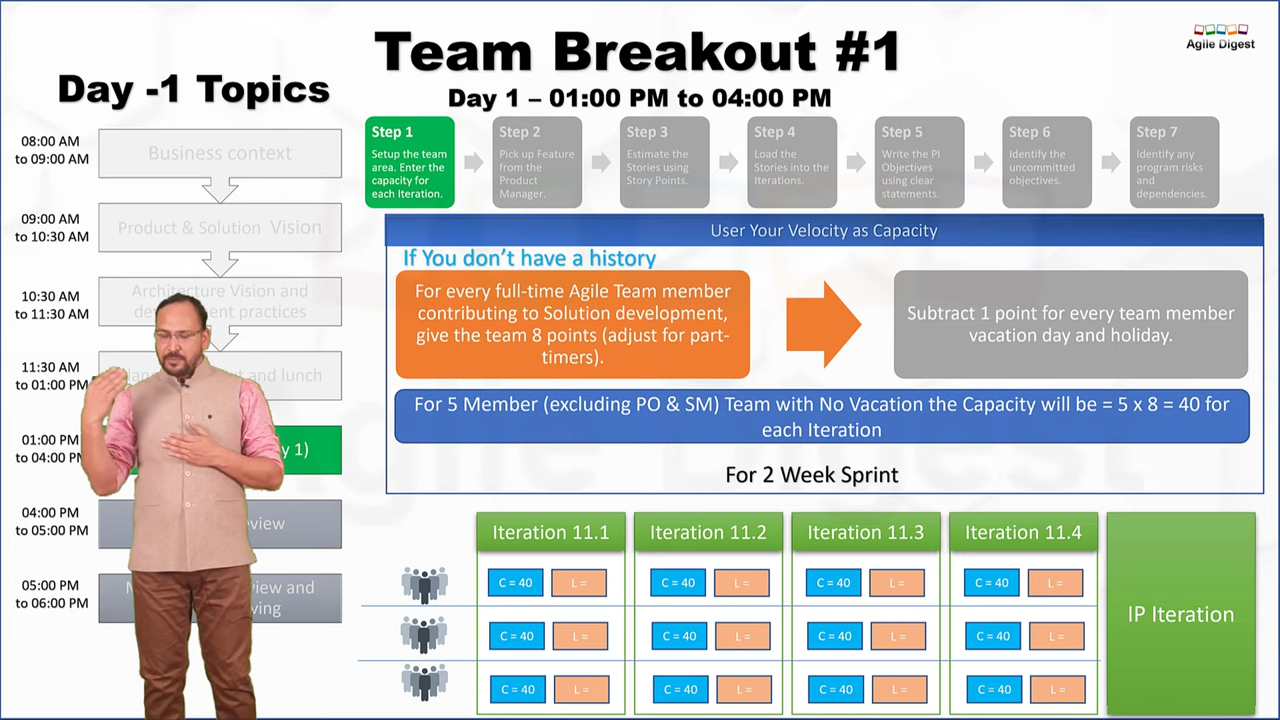 Team Breakout #1
Agile Digest
Day -1 Topics
Day 1 – 01:00 PM to 04:00 PM
08:00 AM
to 09:00 AM
Business context
09:00 AM
to 10:30 AM
Product & Solution Vision
10:30 AM
to 11:30 AM
Architecture Vision and
practices
11:30 AM
to 01:00 PM
and lunch
01:00 PM
to 04:00 PM
y 1)
04:00 PM
to 05:00 PM
eview
05:00 PM
to 06:00 PM
view and
ving
Step 1
Setup the team
area. Enter the
capacity for
each Iteration.
Step 2
Pick up Feature
from the
Product
Manager.
Step 3
Estimate the
Stories using
Story Points.
Step 4
Load the
Stories into the
Iterations.
Step 5
Write the PI
Objectives
using clear
statements.
Step 6
Identify the
uncommitted
objectives.
Step 7
Identify any
program risks
and
dependencies.
User Your Velocity as Capacity
If You don't have a history
For every full-time Agile Team member
contributing to Solution development,
give the team 8 points (adjust for part-
timers).
Subtract 1 point for every team member
vacation day and holiday.
For 5 Member (excluding PO & SM) Team with No Vacation the Capacity will be = 5 x 8 = 40 for
each Iteration
For 2 Week Sprint
Iteration 11.1 Iteration 11.2 Iteration 11.3 Iteration 11.4
C = 40 L = C = 40 L = C = 40 L = C = 40 L =
C = 40 L = C = 40 L = C = 40 L = C = 40 L =
C = 40 L = C = 40 L = C = 40 L = C = 40 L =
IP Iteration